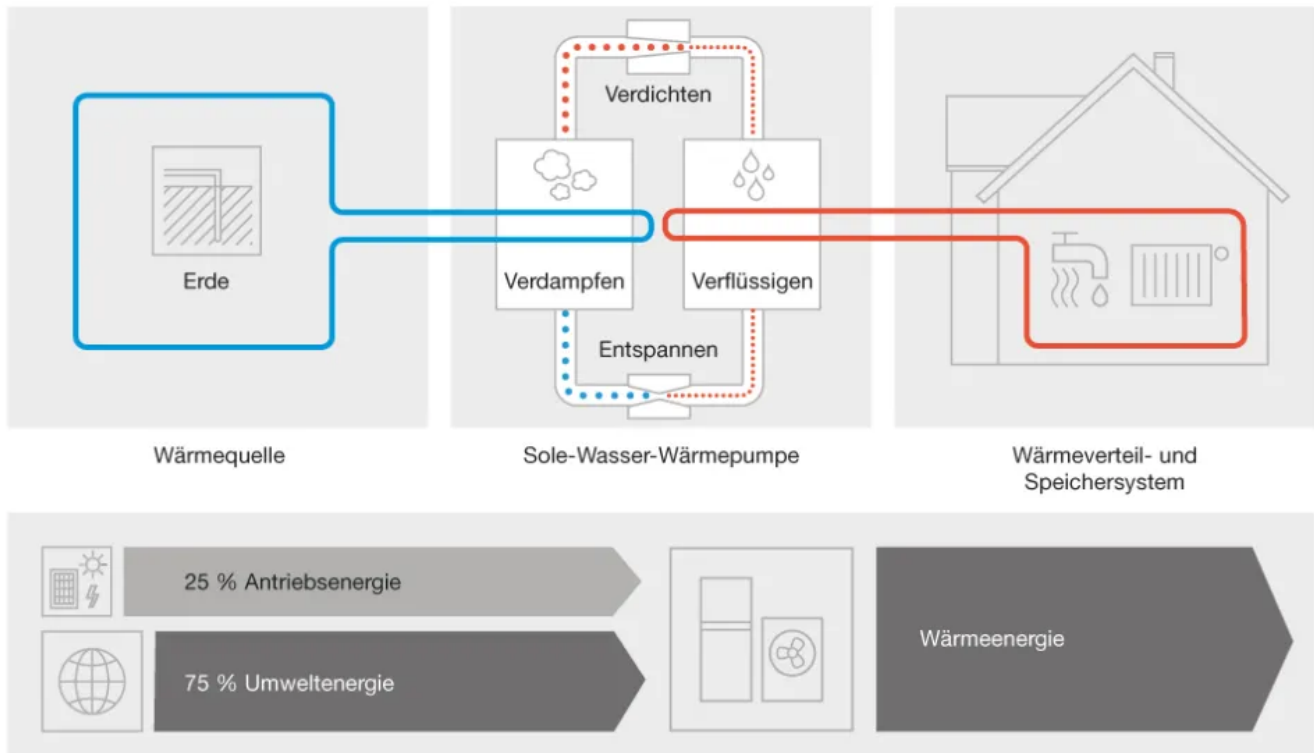 Verdichten
Erde
Verdampfen
Verflüssigen
Entspannen
Wärmequelle
Sole-Wasser-Wärmepumpe
Wärmeverteil- und
Speichersystem
25 % Antriebsenergie
75 % Umweltenergie
Wärmeenergie